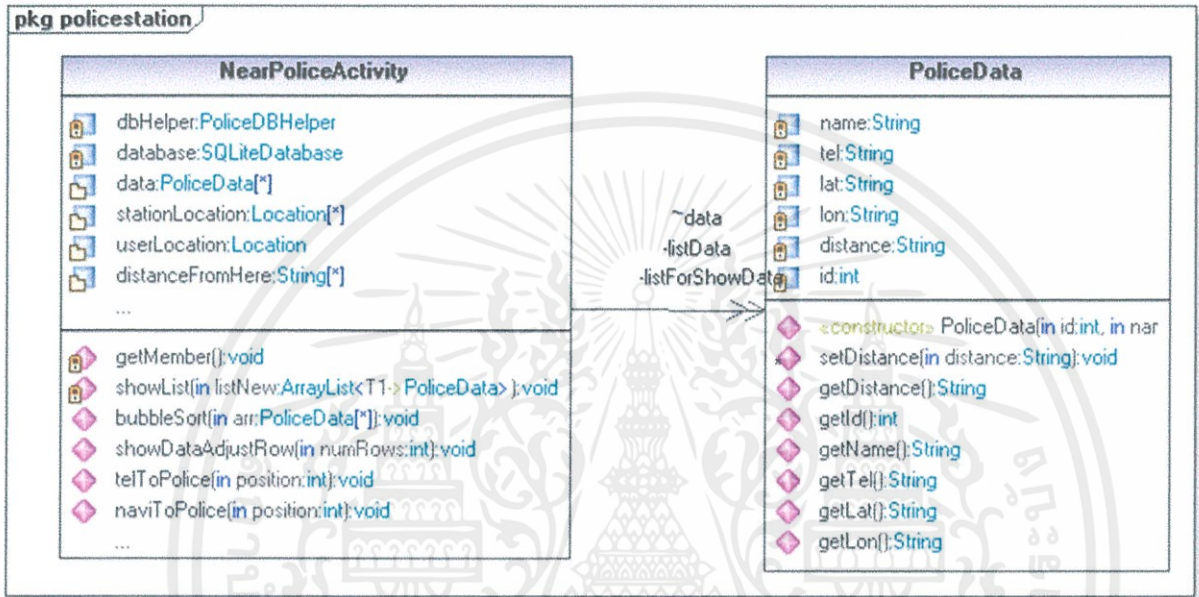 pkg policestation
NearPoliceActivity
dbHelper:PoliceDBHelper
database:SQLiteDatabase
data:PoliceData[*]
stationLocation:Location[*]
userLocation:Location
distanceFromHere:String[*]
...
getMember():void
showList(in listNew:ArrayList<T1->PoliceData> ):void
bubbleSort(in arr:PoliceData[*]):void
showDataAdjustRow(in numRows:int):void
telToPolice(in position:int):void
naviToPolice(in position:int):void
...
~data
-listData
-listForShowData
PoliceData
name:String
tel:String
lat:String
lon:String
distance:String
id:int
«constructor» PoliceData(in id:int, in nar
setDistance(in distance:String):void
getDistance():String
getId():int
getName():String
getTel():String
getLat():String
getLon():String